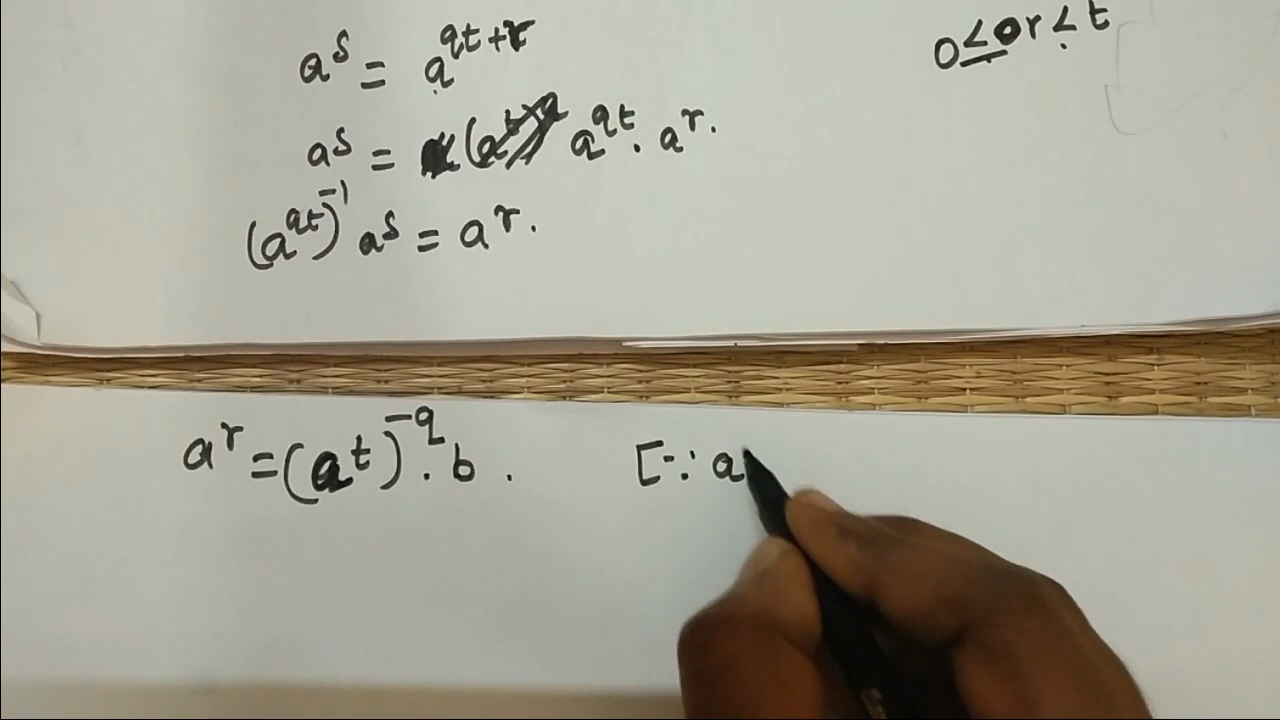 a^s = a^{qt+r}
0 ≤ r < t
a^s = a^{qt} . a^r.
(a^{qt})^{-1} a^s = a^r.
a^r = (a^t)^{-q} . b .
[∵ a